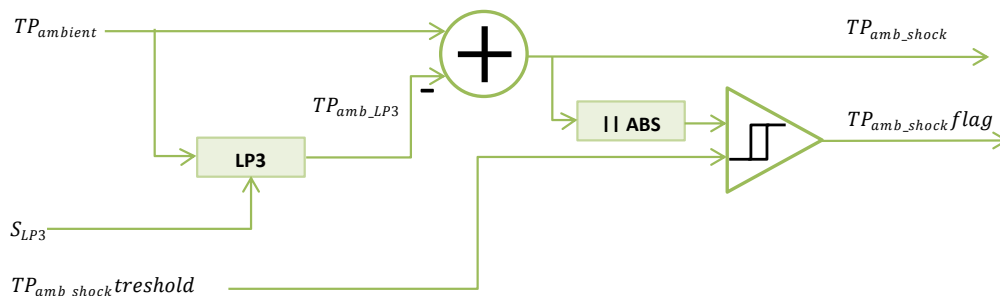 TP_ambient
TP_amb_shock
-
TP_amb_LP3
|| ABS
TP_amb_shock flag
LP3
S_LP3
TP_amb shock treshold